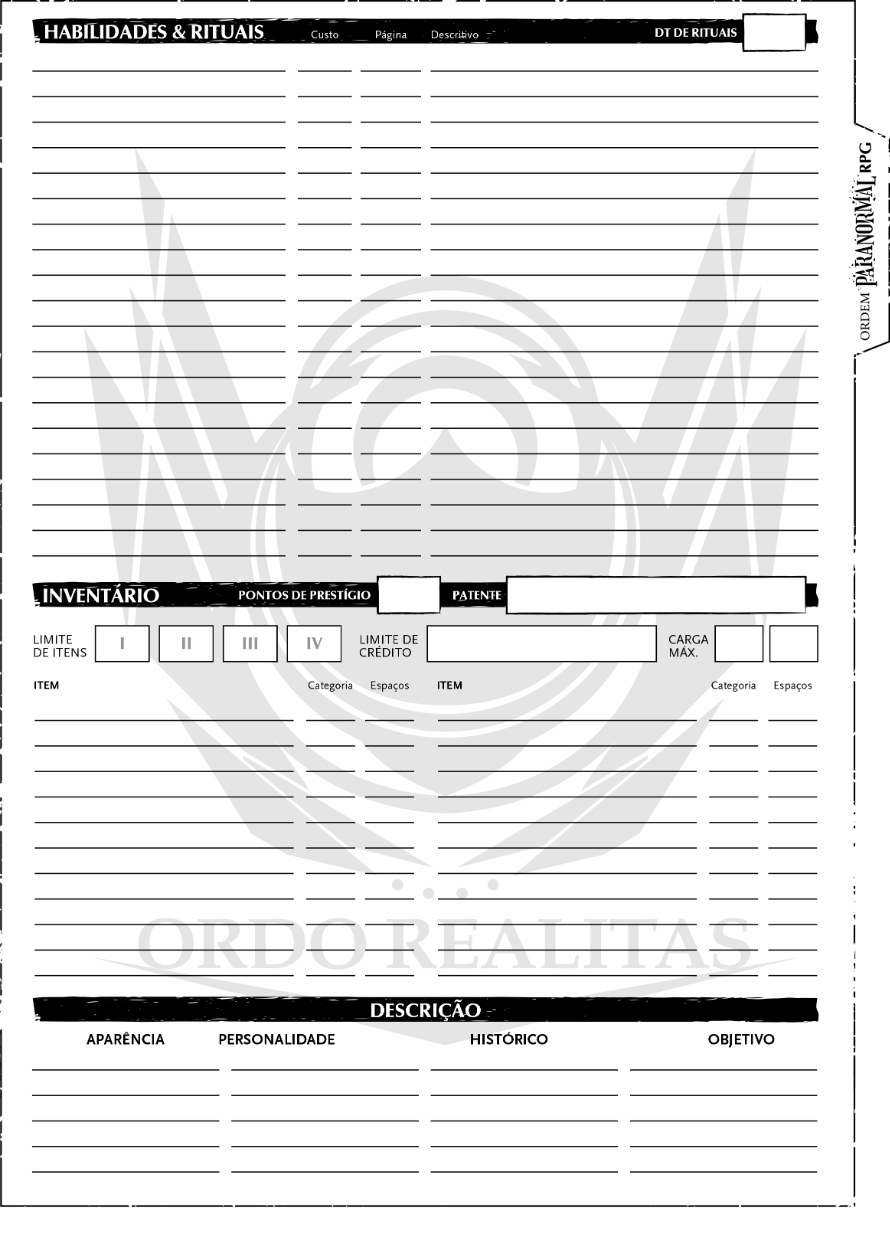 HABILIDADES & RITUAIS Custo Página Descritivo DT DE RITUAIS
ORDEM PARANORMAL RPG
INVENTÁRIO PONTOS DE PRESTÍGIO PATENTE
LIMITE DE ITENS I II III IV LIMITE DE CRÉDITO CARGA MÁX.
ITEM Categoria Espaços ITEM Categoria Espaços
ORDO REALITAS
DESCRIÇÃO
APARÊNCIA PERSONALIDADE HISTÓRICO OBJETIVO